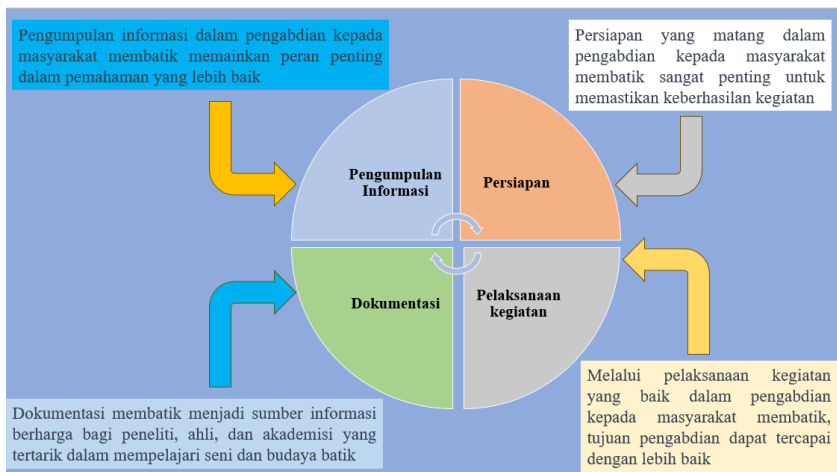 Pengumpulan informasi dalam pengabdian kepada
masyarakat membatik memainkan peran penting
dalam pemahaman yang lebih baik
Persiapan yang matang dalam
pengabdian kepada masyarakat
membatik sangat penting untuk
memastikan keberhasilan kegiatan
Pengumpulan
Informasi
Persiapan
Dokumentasi
Pelaksanaan
kegiatan
Dokumentasi membatik menjadi sumber informasi
berharga bagi peneliti, ahli, dan akademisi yang
tertarik dalam mempelajari seni dan budaya batik
Melalui pelaksanaan kegiatan
yang baik dalam pengabdian
kepada masyarakat membatik,
tujuan pengabdian dapat tercapai
dengan lebih baik